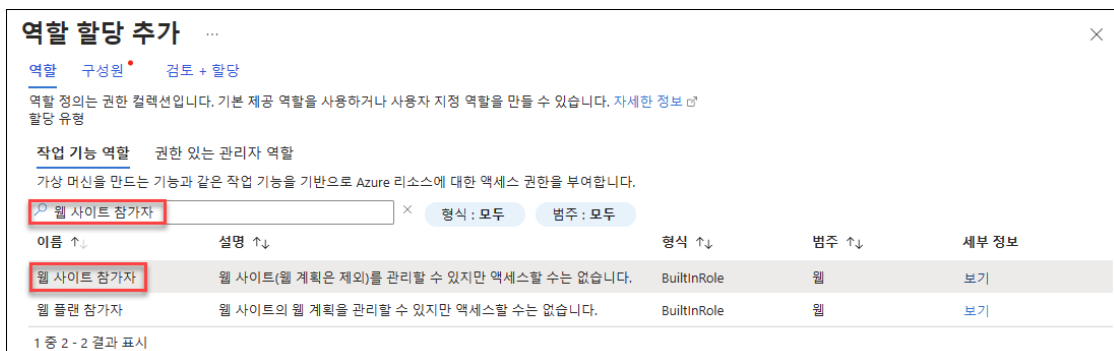 역할 할당 추가 ...
역할 구성원 검토 + 할당
역할 정의는 권한 컬렉션입니다. 기본 제공 역할을 사용하거나 사용자 지정 역할을 만들 수 있습니다. 자세한 정보
할당 유형
작업 기능 역할 권한 있는 관리자 역할
가상 머신을 만드는 기능과 같은 작업 기능을 기반으로 Azure 리소스에 대한 액세스 권한을 부여합니다.
웹 사이트 참가자 형식 : 모두 범주 : 모두
이름 ↑↓ 설명 ↑↓ 형식 ↑↓ 범주 ↑↓ 세부 정보
웹 사이트 참가자 웹 사이트(웹 계획은 제외)를 관리할 수 있지만 액세스할 수는 없습니다. BuiltInRole 웹 보기
웹 플랜 참가자 웹 사이트의 웹 계획을 관리할 수 있지만 액세스할 수는 없습니다. BuiltInRole 웹 보기
1 중 2 - 2 결과 표시